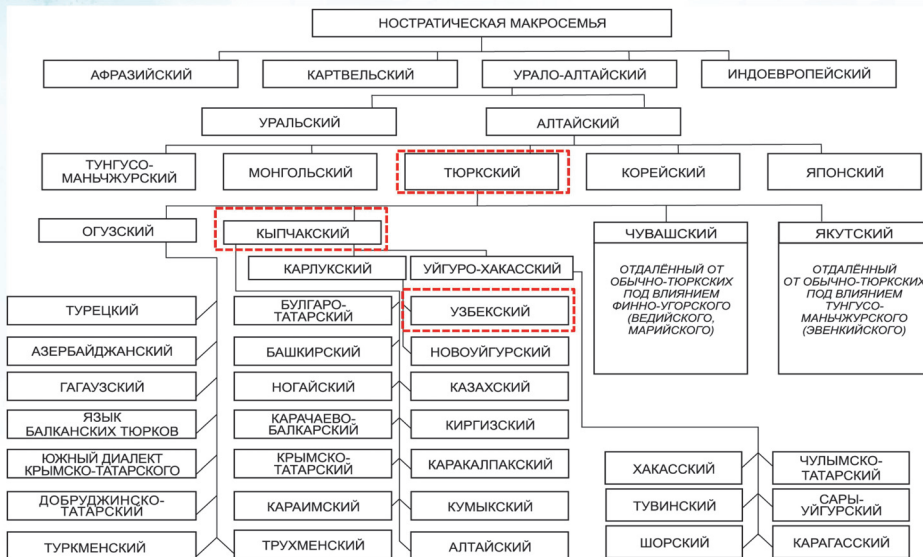 НОСТРАТИЧЕСКАЯ МАКРОСЕМЬЯ
АФРАЗИЙСКИЙ
КАРТВЕЛЬСКИЙ
УРАЛО-АЛТАЙСКИЙ
ИНДОЕВРОПЕЙСКИЙ
УРАЛЬСКИЙ
АЛТАЙСКИЙ
ТУНГУСО-
МАНЬЧЖУРСКИЙ
МОНГОЛЬСКИЙ
ТЮРКСКИЙ
КОРЕЙСКИЙ
ЯПОНСКИЙ
ОГУЗСКИЙ
КЫПЧАКСКИЙ
ЧУВАШСКИЙ
ОТДАЛЁННЫЙ ОТ
ОБЫЧНО-ТЮРКСКИХ
ПОД ВЛИЯНИЕМ
ФИННО-УГОРСКОГО
(ВЕДИЙСКОГО,
МАРИЙСКОГО)
ЯКУТСКИЙ
ОТДАЛЁННЫЙ
ОТ ОБЫЧНО-ТЮРКСКИХ
ПОД ВЛИЯНИЕМ
ТУНГУСО-
МАНЬЧЖУРСКОГО
(ЭВЕНКИЙСКОГО)
КАРЛУКСКИЙ
УЙГУРО-ХАКАССКИЙ
ТУРЕЦКИЙ
БУЛГАРО-
ТАТАРСКИЙ
УЗБЕКСКИЙ
АЗЕРБАЙДЖАНСКИЙ
БАШКИРСКИЙ
НОВОУЙГУРСКИЙ
ГАГАУЗСКИЙ
НОГАЙСКИЙ
КАЗАХСКИЙ
ЯЗЫК
БАЛКАНСКИХ ТЮРКОВ
КАРАЧАЕВО-
БАЛКАРСКИЙ
КИРГИЗСКИЙ
ЮЖНЫЙ ДИАЛЕКТ
КРЫМСКО-ТАТАРСКОГО
КРЫМСКО-
ТАТАРСКИЙ
КАРАКАЛПАКСКИЙ
ХАКАССКИЙ
ЧУЛЫМСКО-
ТАТАРСКИЙ
ДОБРУДЖИНСКО-
ТАТАРСКИЙ
КАРАИМСКИЙ
КУМЫКСКИЙ
ТУВИНСКИЙ
САРЫ-
УЙГУРСКИЙ
ТУРКМЕНСКИЙ
ТРУХМЕНСКИЙ
АЛТАЙСКИЙ
ШОРСКИЙ
КАРАГАССКИЙ